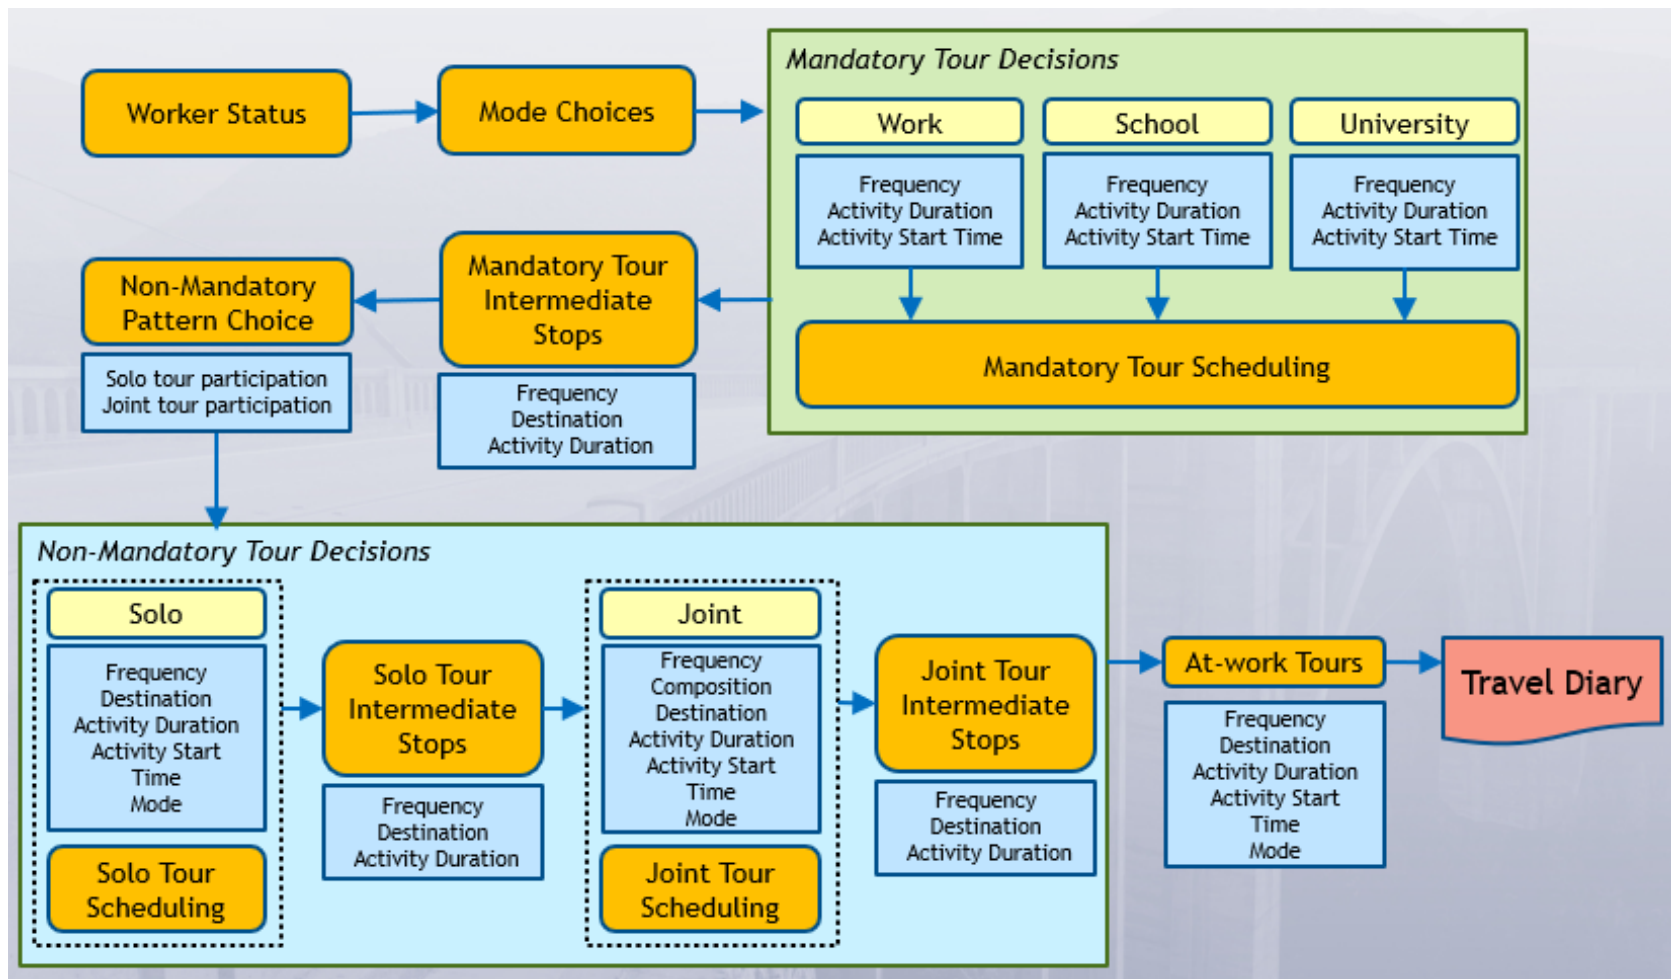 Worker Status
Mode Choices
Mandatory Tour Decisions
Work
Frequency
Activity Duration
Activity Start Time
School
Frequency
Activity Duration
Activity Start Time
University
Frequency
Activity Duration
Activity Start Time
Mandatory Tour Scheduling
Mandatory Tour
Intermediate
Stops
Frequency
Destination
Activity Duration
Non-Mandatory
Pattern Choice
Solo tour participation
Joint tour participation
Non-Mandatory Tour Decisions
Solo
Frequency
Destination
Activity Duration
Activity Start
Time
Mode
Solo Tour
Scheduling
Solo Tour
Intermediate
Stops
Frequency
Destination
Activity Duration
Joint
Frequency
Composition
Destination
Activity Duration
Activity Start
Time
Mode
Joint Tour
Scheduling
Joint Tour
Intermediate
Stops
Frequency
Destination
Activity Duration
At-work Tours
Frequency
Destination
Activity Duration
Activity Start
Time
Mode
Travel Diary